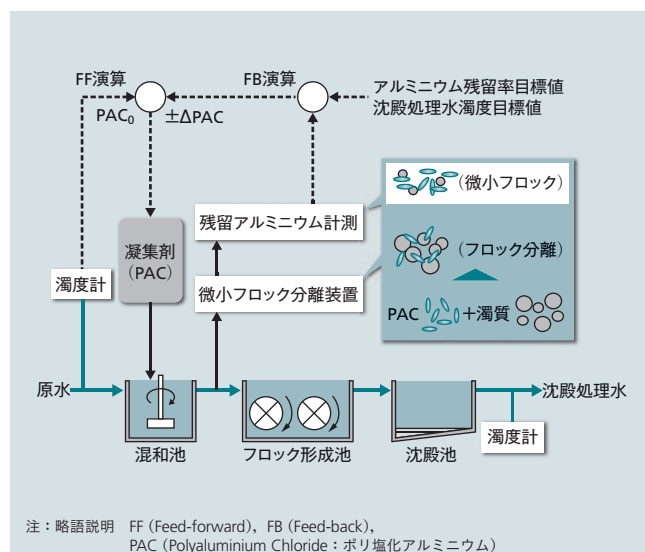 FF演算
FB演算
PAC₀
±ΔPAC
アルミニウム残留率目標値
沈殿処理水濁度目標値
(微小フロック)
残留アルミニウム計測
凝集剤
(PAC)
(フロック分離)
濁度計
微小フロック分離装置
PAC
+濁質
原水
沈殿処理水
濁度計
混和池
フロック形成池
沈殿池
注:略語説明 FF(Feed-forward),FB(Feed-back),
PAC(Polyaluminium Chloride:ポリ塩化アルミニウム)